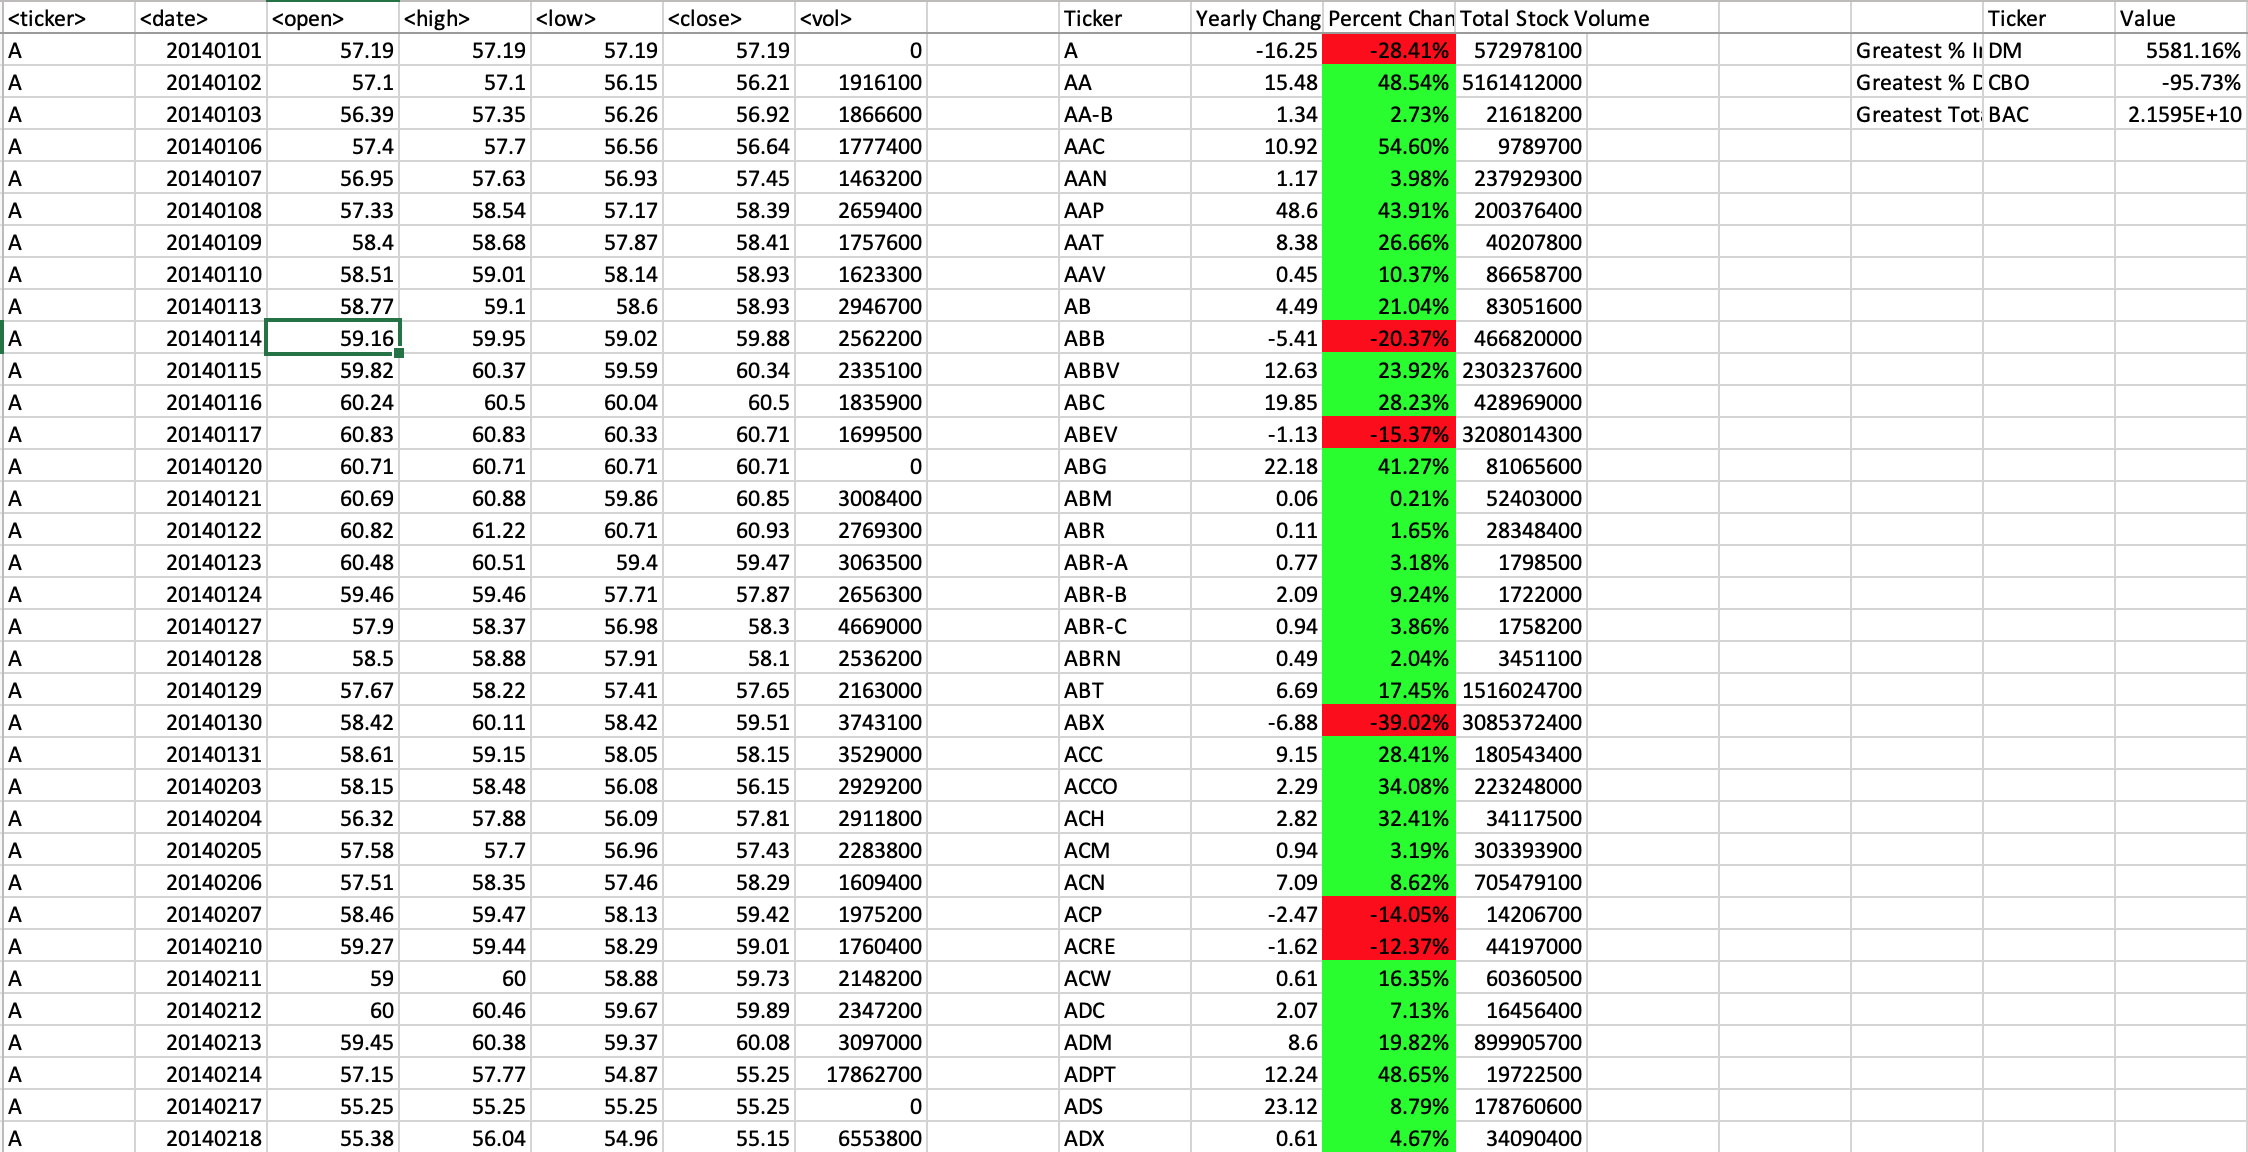 <ticker> <date> <open> <high> <low> <close> <vol> Ticker Yearly Chang Percent Chan Total Stock Volume Ticker Value
A 20140101 57.19 57.19 57.19 57.19 0 A -16.25 -28.41% 572978100 Greatest % I DM 5581.16%
A 20140102 57.1 57.1 56.15 56.21 1916100 AA 15.48 48.54% 5161412000 Greatest % D CBO -95.73%
A 20140103 56.39 57.35 56.26 56.92 1866600 AA-B 1.34 2.73% 21618200 Greatest Tot BAC 2.1595E+10
A 20140106 57.4 57.7 56.56 56.64 1777400 AAC 10.92 54.60% 9789700
A 20140107 56.95 57.63 56.93 57.45 1463200 AAN 1.17 3.98% 237929300
A 20140108 57.33 58.54 57.17 58.39 2659400 AAP 48.6 43.91% 200376400
A 20140109 58.4 58.68 57.87 58.41 1757600 AAT 8.38 26.66% 40207800
A 20140110 58.51 59.01 58.14 58.93 1623300 AAV 0.45 10.37% 86658700
A 20140113 58.77 59.1 58.6 58.93 2946700 AB 4.49 21.04% 83051600
A 20140114 59.16 59.95 59.02 59.88 2562200 ABB -5.41 -20.37% 466820000
A 20140115 59.82 60.37 59.59 60.34 2335100 ABBV 12.63 23.92% 2303237600
A 20140116 60.24 60.5 60.04 60.5 1835900 ABC 19.85 28.23% 428969000
A 20140117 60.83 60.83 60.33 60.71 1699500 ABEV -1.13 -15.37% 3208014300
A 20140120 60.71 60.71 60.71 60.71 0 ABG 22.18 41.27% 81065600
A 20140121 60.69 60.88 59.86 60.85 3008400 ABM 0.06 0.21% 52403000
A 20140122 60.82 61.22 60.71 60.93 2769300 ABR 0.11 1.65% 28348400
A 20140123 60.48 60.51 59.4 59.47 3063500 ABR-A 0.77 3.18% 1798500
A 20140124 59.46 59.46 57.71 57.87 2656300 ABR-B 2.09 9.24% 1722000
A 20140127 57.9 58.37 56.98 58.3 4669000 ABR-C 0.94 3.86% 1758200
A 20140128 58.5 58.88 57.91 58.1 2536200 ABRN 0.49 2.04% 3451100
A 20140129 57.67 58.22 57.41 57.65 2163000 ABT 6.69 17.45% 1516024700
A 20140130 58.42 60.11 58.42 59.51 3743100 ABX -6.88 -39.02% 3085372400
A 20140131 58.61 59.15 58.05 58.15 3529000 ACC 9.15 28.41% 180543400
A 20140203 58.15 58.48 56.08 56.15 2929200 ACCO 2.29 34.08% 223248000
A 20140204 56.32 57.88 56.09 57.81 2911800 ACH 2.82 32.41% 34117500
A 20140205 57.58 57.7 56.96 57.43 2283800 ACM 0.94 3.19% 303393900
A 20140206 57.51 58.35 57.46 58.29 1609400 ACN 7.09 8.62% 705479100
A 20140207 58.46 59.47 58.13 59.42 1975200 ACP -2.47 -14.05% 14206700
A 20140210 59.27 59.44 58.29 59.01 1760400 ACRE -1.62 -12.37% 44197000
A 20140211 59 60 58.88 59.73 2148200 ACW 0.61 16.35% 60360500
A 20140212 60 60.46 59.67 59.89 2347200 ADC 2.07 7.13% 16456400
A 20140213 59.45 60.38 59.37 60.08 3097000 ADM 8.6 19.82% 899905700
A 20140214 57.15 57.77 54.87 55.25 17862700 ADPT 12.24 48.65% 19722500
A 20140217 55.25 55.25 55.25 55.25 0 ADS 23.12 8.79% 178760600
A 20140218 55.38 56.04 54.96 55.15 6553800 ADX 0.61 4.67% 34090400